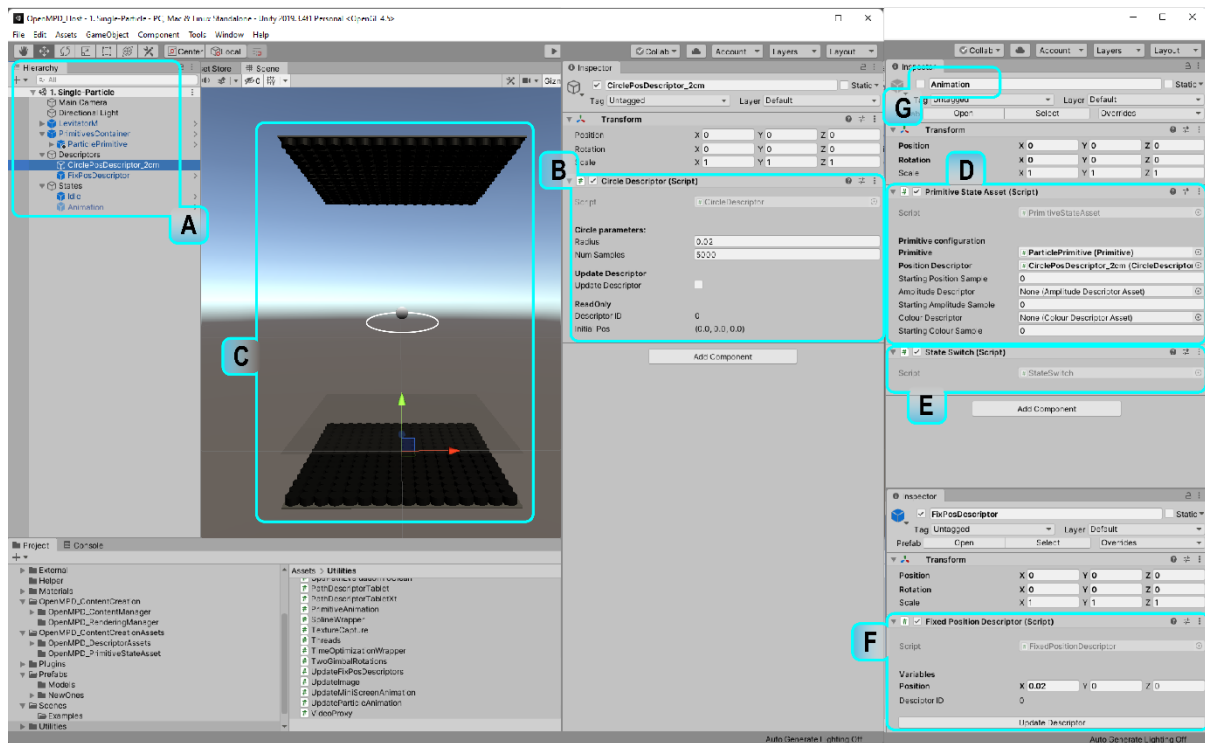 OpenMPD_Host - 1. Single-Particle - PC, Mac & Linux Standalone - Unity 2019. Personal <OpenGL 4.5>
File Edit Assets GameObject Component Tools Window Help
Center Local
Collab Account Layers Layout
Hierarchy
All
1. Single-Particle
Main Camera
Directional Light
LevitatorM
PrimitivesContainer
ParticlePrimitive
Descriptors
CirclePosDescriptor_2cm
FixPosDescriptor
States
Idle
Animation
A
et Store Scene
0 Gizn
C
Inspector
CirclePosDescriptor_2cm Static
Tag Untagged Layer Default
Transform
Position X 0 Y 0 Z 0
Rotation X 0 Y 0 Z 0
Scale X 1 Y 1 Z 1
B
Circle Descriptor (Script)
Script CircleDescriptor
Circle parameters:
Radius 0.02
Num Samples 5000
Update Descriptor
Update Descriptor
ReadOnly
Descriptor ID 0
Initial Pos (0.0, 0.0, 0.0)
Add Component
Collab Account Layers Layout
Inspector
Animation Static
G
Tag Untagged Layer Default
Open Select Overrides
Transform
Position X 0 Y 0 Z 0
Rotation X 0 Y 0 Z 0
Scale X 1 Y 1 Z 1
D
Primitive State Asset (Script)
Script PrimitiveStateAsset
Primitive configuration
Primitive ParticlePrimitive (Primitive)
Position Descriptor CirclePosDescriptor_2cm (CircleDescriptor
Starting Position Sample 0
Amplitude Descriptor None (Amplitude Descriptor Asset)
Starting Amplitude Sample 0
Colour Descriptor None (Colour Descriptor Asset)
Starting Colour Sample 0
State Switch (Script)
Script StateSwitch
E
Add Component
Inspector
FixPosDescriptor Static
Tag Untagged Layer Default
Prefab Open Select Overrides
Transform
Position X 0 Y 0 Z 0
Rotation X 0 Y 0 Z 0
Scale X 1 Y 1 Z 1
F
Fixed Position Descriptor (Script)
Script FixedPositionDescriptor
Variables
Position X 0.02 Y 0 Z 0
Descriptor ID 0
Update Descriptor
Project Console
External
Helper
Materials
OpenMPD_ContentCreation
OpenMPD_ContentManager
OpenMPD_RenderingManager
OpenMPD_ContentCreationAssets
OpenMPD_DescriptorAssets
OpenMPD_PrimitiveStateAsset
Plugins
Prefabs
Models
NewOnes
Scenes
Examples
Utilities
Assets > Utilities
PathDescriptorTablet
PathDescriptorTabletXt
PrimitiveAnimation
SplineWrapper
TextureCapture
Threads
TimeOptimizationWrapper
TwoGimbalRotations
UpdateFixPosDescriptors
UpdateImage
UpdateMiniScreenAnimation
UpdateParticleAnimation
VideoProxy
Auto Generate Lighting Off
Auto Generate Lighting Off